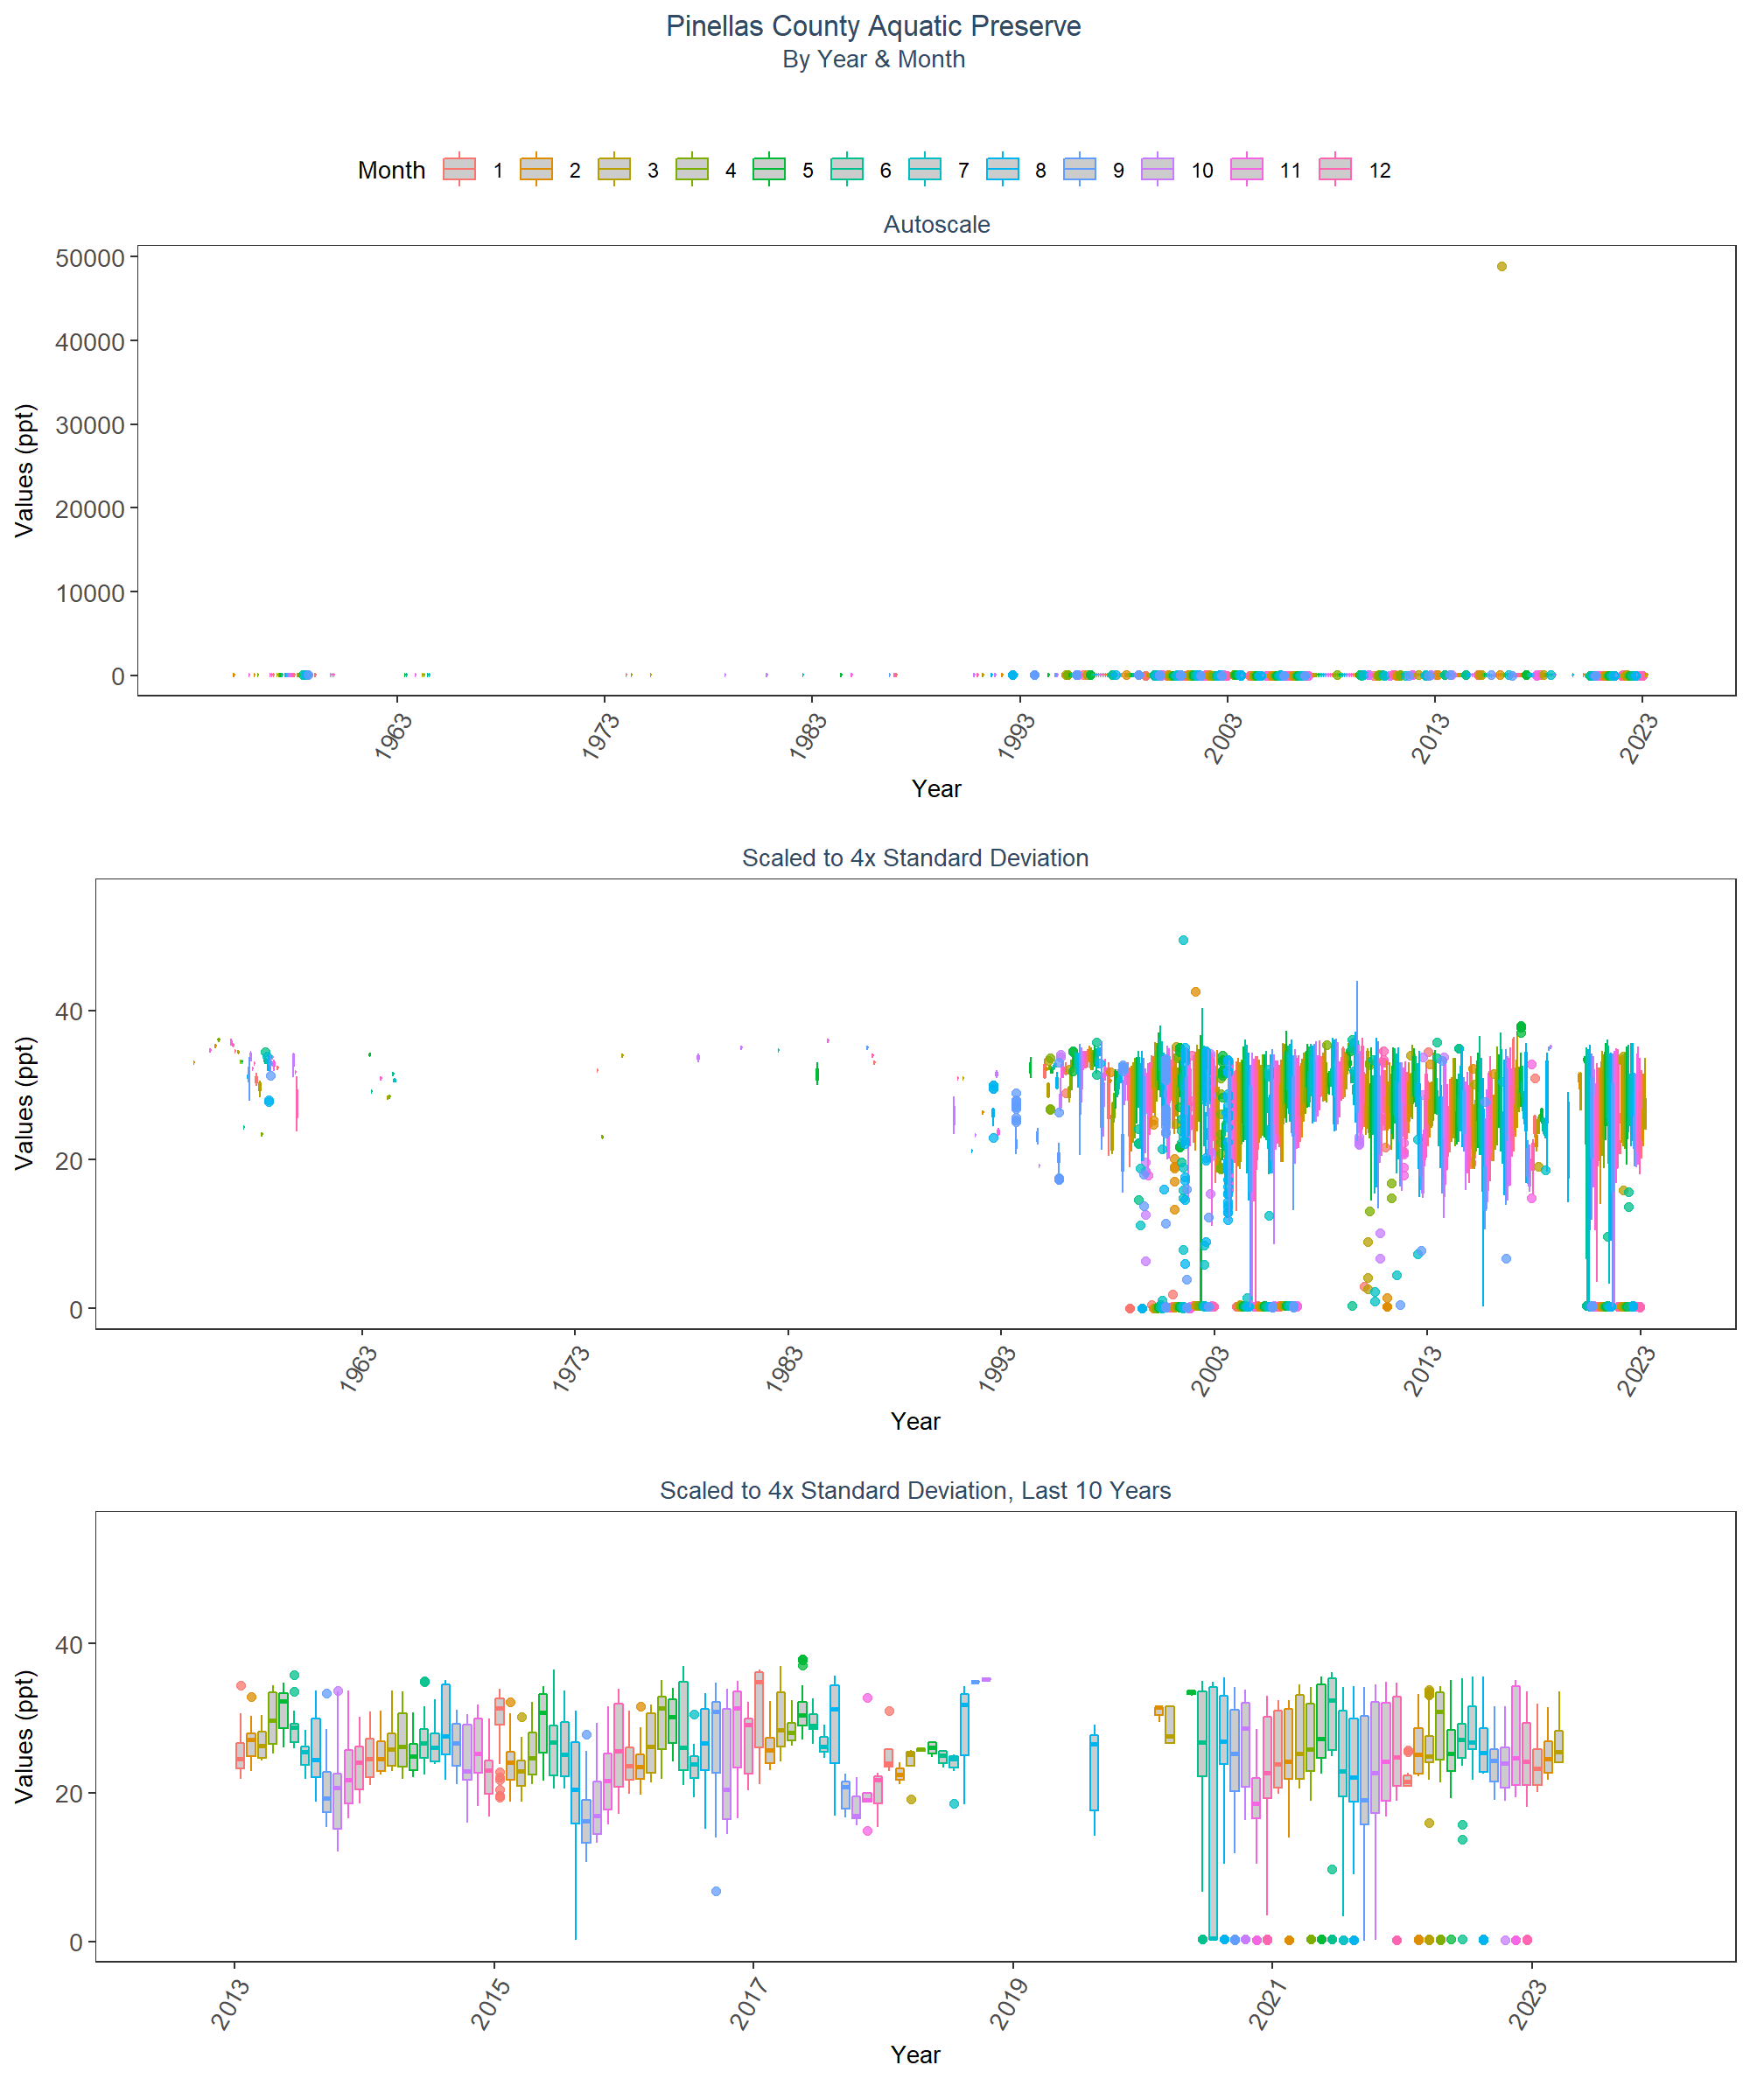 Pinellas County Aquatic Preserve
By Year & Month
Month 1 2 3 4 5 6 7 8 9 10 11 12
Autoscale
50000
40000
30000
20000
10000
0
Values (ppt)
1963 1973 1983 1993 2003 2013 2023
Year
Scaled to 4x Standard Deviation
40
20
0
Values (ppt)
1963 1973 1983 1993 2003 2013 2023
Year
Scaled to 4x Standard Deviation, Last 10 Years
40
20
0
Values (ppt)
2013 2015 2017 2019 2021 2023
Year